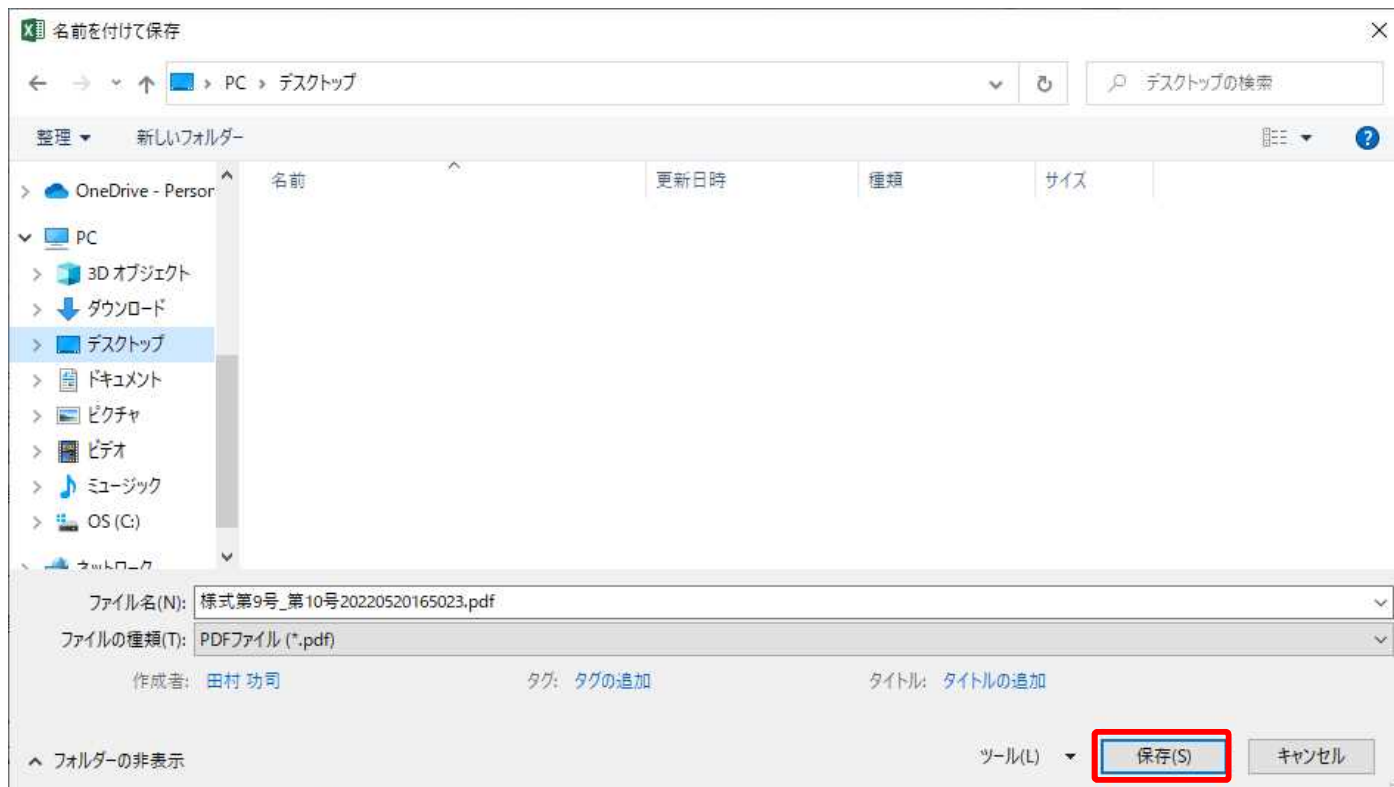 名前を付けて保存
PC > デスクトップ
デスクトップの検索
整理
新しいフォルダー
名前
更新日時
種類
サイズ
OneDrive - Person
PC
3D オブジェクト
ダウンロード
デスクトップ
ドキュメント
ピクチャ
ビデオ
ミュージック
OS (C:)
ネットワーク
ファイル名(N): 様式第9号_第10号20220520165023.pdf
ファイルの種類(T): PDFファイル (*.pdf)
作成者: 田村 功司
タグ: タグの追加
タイトル: タイトルの追加
フォルダーの非表示
ツール(L)
保存(S)
キャンセル